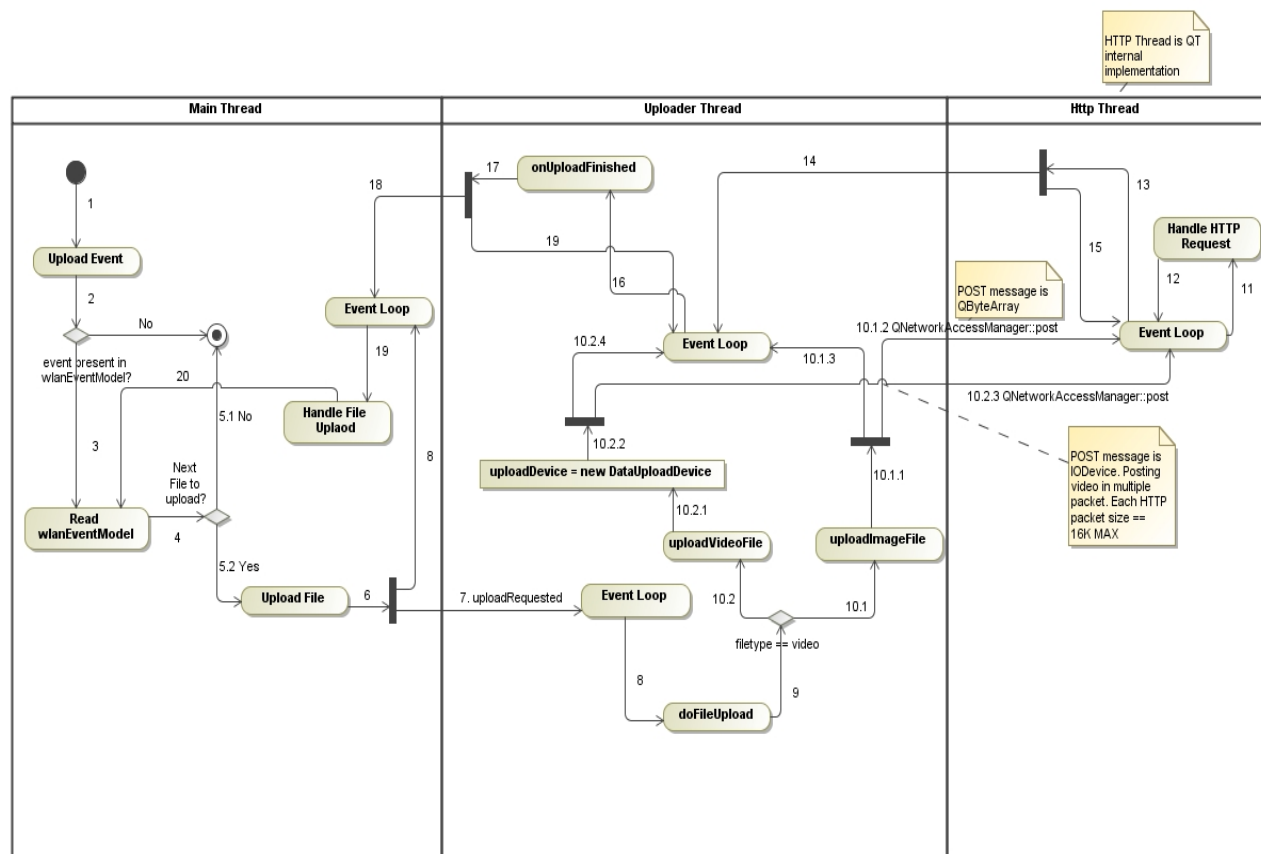 HTTP Thread is QT
internal
implementation
Main Thread
Uploader Thread
Http Thread
1
Upload Event
2
No
event present in
wlanEventModel?
3
20
5.1 No
Next
File to
upload?
Read
wlanEventModel
4
5.2 Yes
Upload File
6
18
Event Loop
19
Handle File
Uplaod
8
17
onUploadFinished
19
16
Event Loop
10.2.4
10.1.3
10.2.2
uploadDevice = new DataUploadDevice
10.2.1
uploadVideoFile
10.1.1
uploadImageFile
7. uploadRequested
Event Loop
10.2
10.1
filetype == video
8
9
doFileUpload
14
13
15
Handle HTTP
Request
12
11
POST message is
QByteArray
10.1.2 QNetworkAccessManager::post
Event Loop
10.2.3 QNetworkAccessManager::post
POST message is
IODevice. Posting
video in multiple
packet. Each HTTP
packet size ==
16K MAX